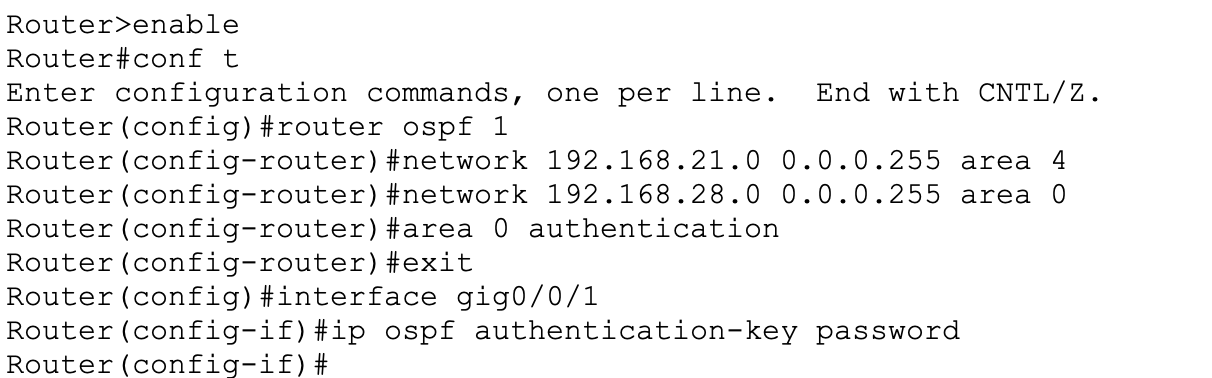 Router>enable
Router#conf t
Enter configuration commands, one per line.  End with CNTL/Z.
Router(config)#router ospf 1
Router(config-router)#network 192.168.21.0 0.0.0.255 area 4
Router(config-router)#network 192.168.28.0 0.0.0.255 area 0
Router(config-router)#area 0 authentication
Router(config-router)#exit
Router(config)#interface gig0/0/1
Router(config-if)#ip ospf authentication-key password
Router(config-if)#